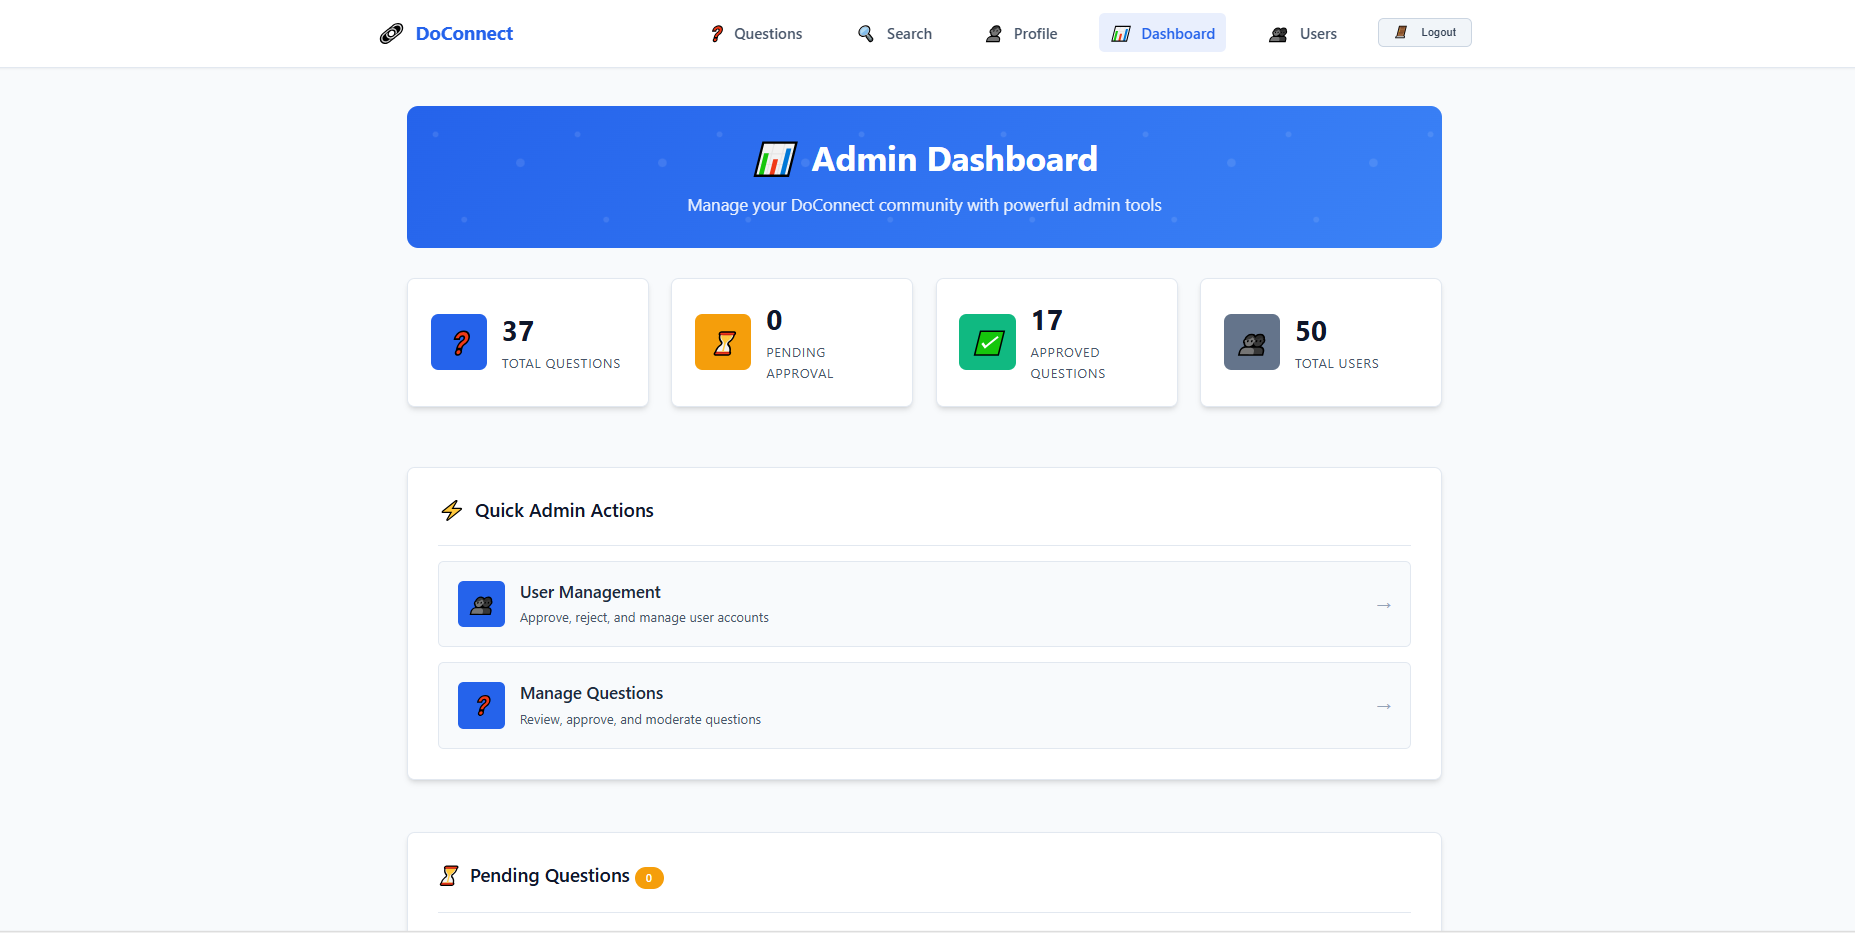 DoConnect
Questions
Search
Profile
Dashboard
Users
Logout
Admin Dashboard
Manage your DoConnect community with powerful admin tools
37
TOTAL QUESTIONS
0
PENDING
APPROVAL
17
APPROVED
QUESTIONS
50
TOTAL USERS
Quick Admin Actions
User Management
Approve, reject, and manage user accounts
→
Manage Questions
Review, approve, and moderate questions
→
Pending Questions 0